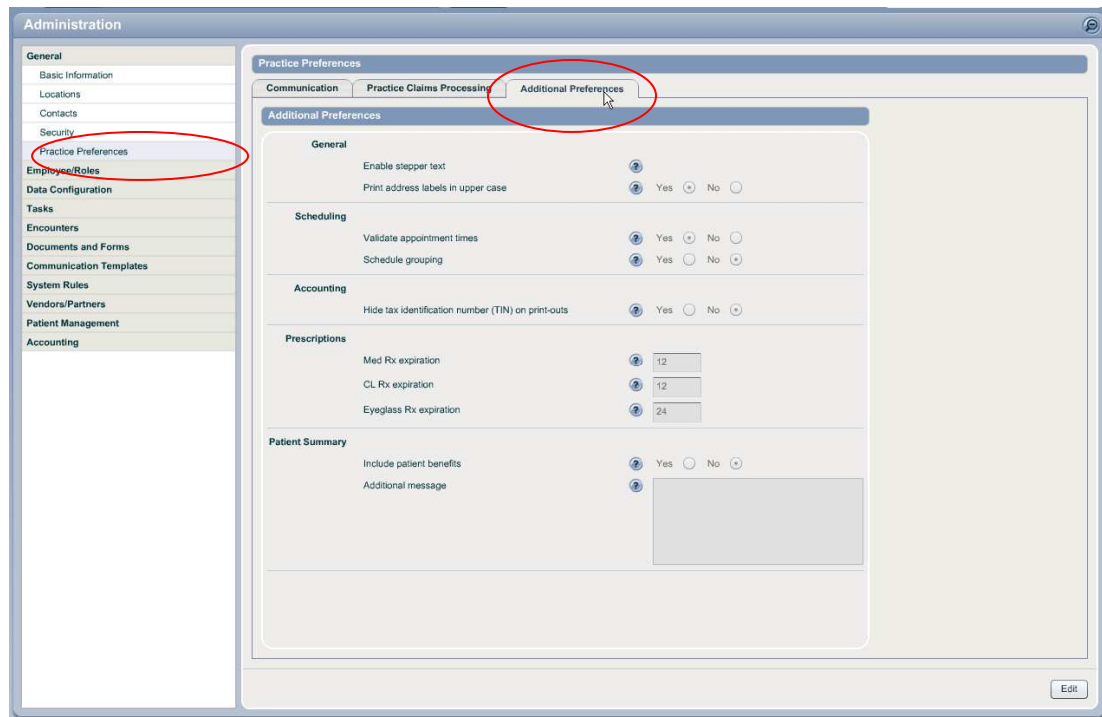 Administration
General
Basic Information
Locations
Contacts
Security
Practice Preferences
Employee/Roles
Data Configuration
Tasks
Encounters
Documents and Forms
Communication Templates
System Rules
Vendors/Partners
Patient Management
Accounting
Practice Preferences
Communication Practice Claims Processing Additional Preferences
Additional Preferences
General
Enable stepper text ?
Print address labels in upper case ? Yes No
Scheduling
Validate appointment times ? Yes No
Schedule grouping ? Yes No
Accounting
Hide tax identification number (TIN) on print-outs ? Yes No
Prescriptions
Med Rx expiration ? 12
CL Rx expiration ? 12
Eyeglass Rx expiration ? 24
Patient Summary
Include patient benefits ? Yes No
Additional message ?
Edit